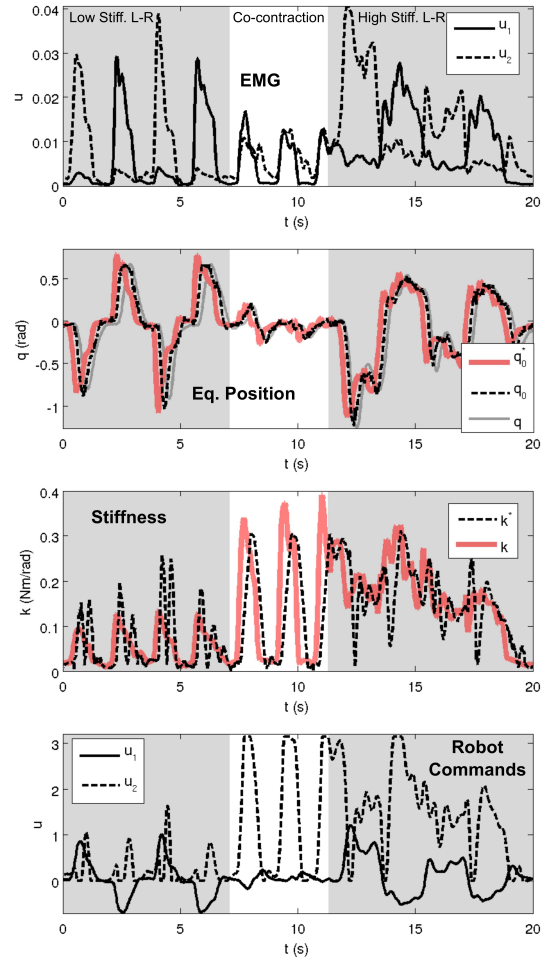 Low Stiff. L-R
Co-contraction
High Stiff. L-R
EMG
u1
u2
u
0.04
0.03
0.02
0.01
0
0 5 10 15 20
t (s)
Eq. Position
q0*
q0
q
q (rad)
0.5
0
-0.5
-1
0 5 10 15 20
t (s)
Stiffness
k*
k
k (Nm/rad)
0.4
0.3
0.2
0.1
0
0 5 10 15 20
t (s)
u1
u2
Robot
Commands
u
3
2
1
0
0 5 10 15 20
t (s)